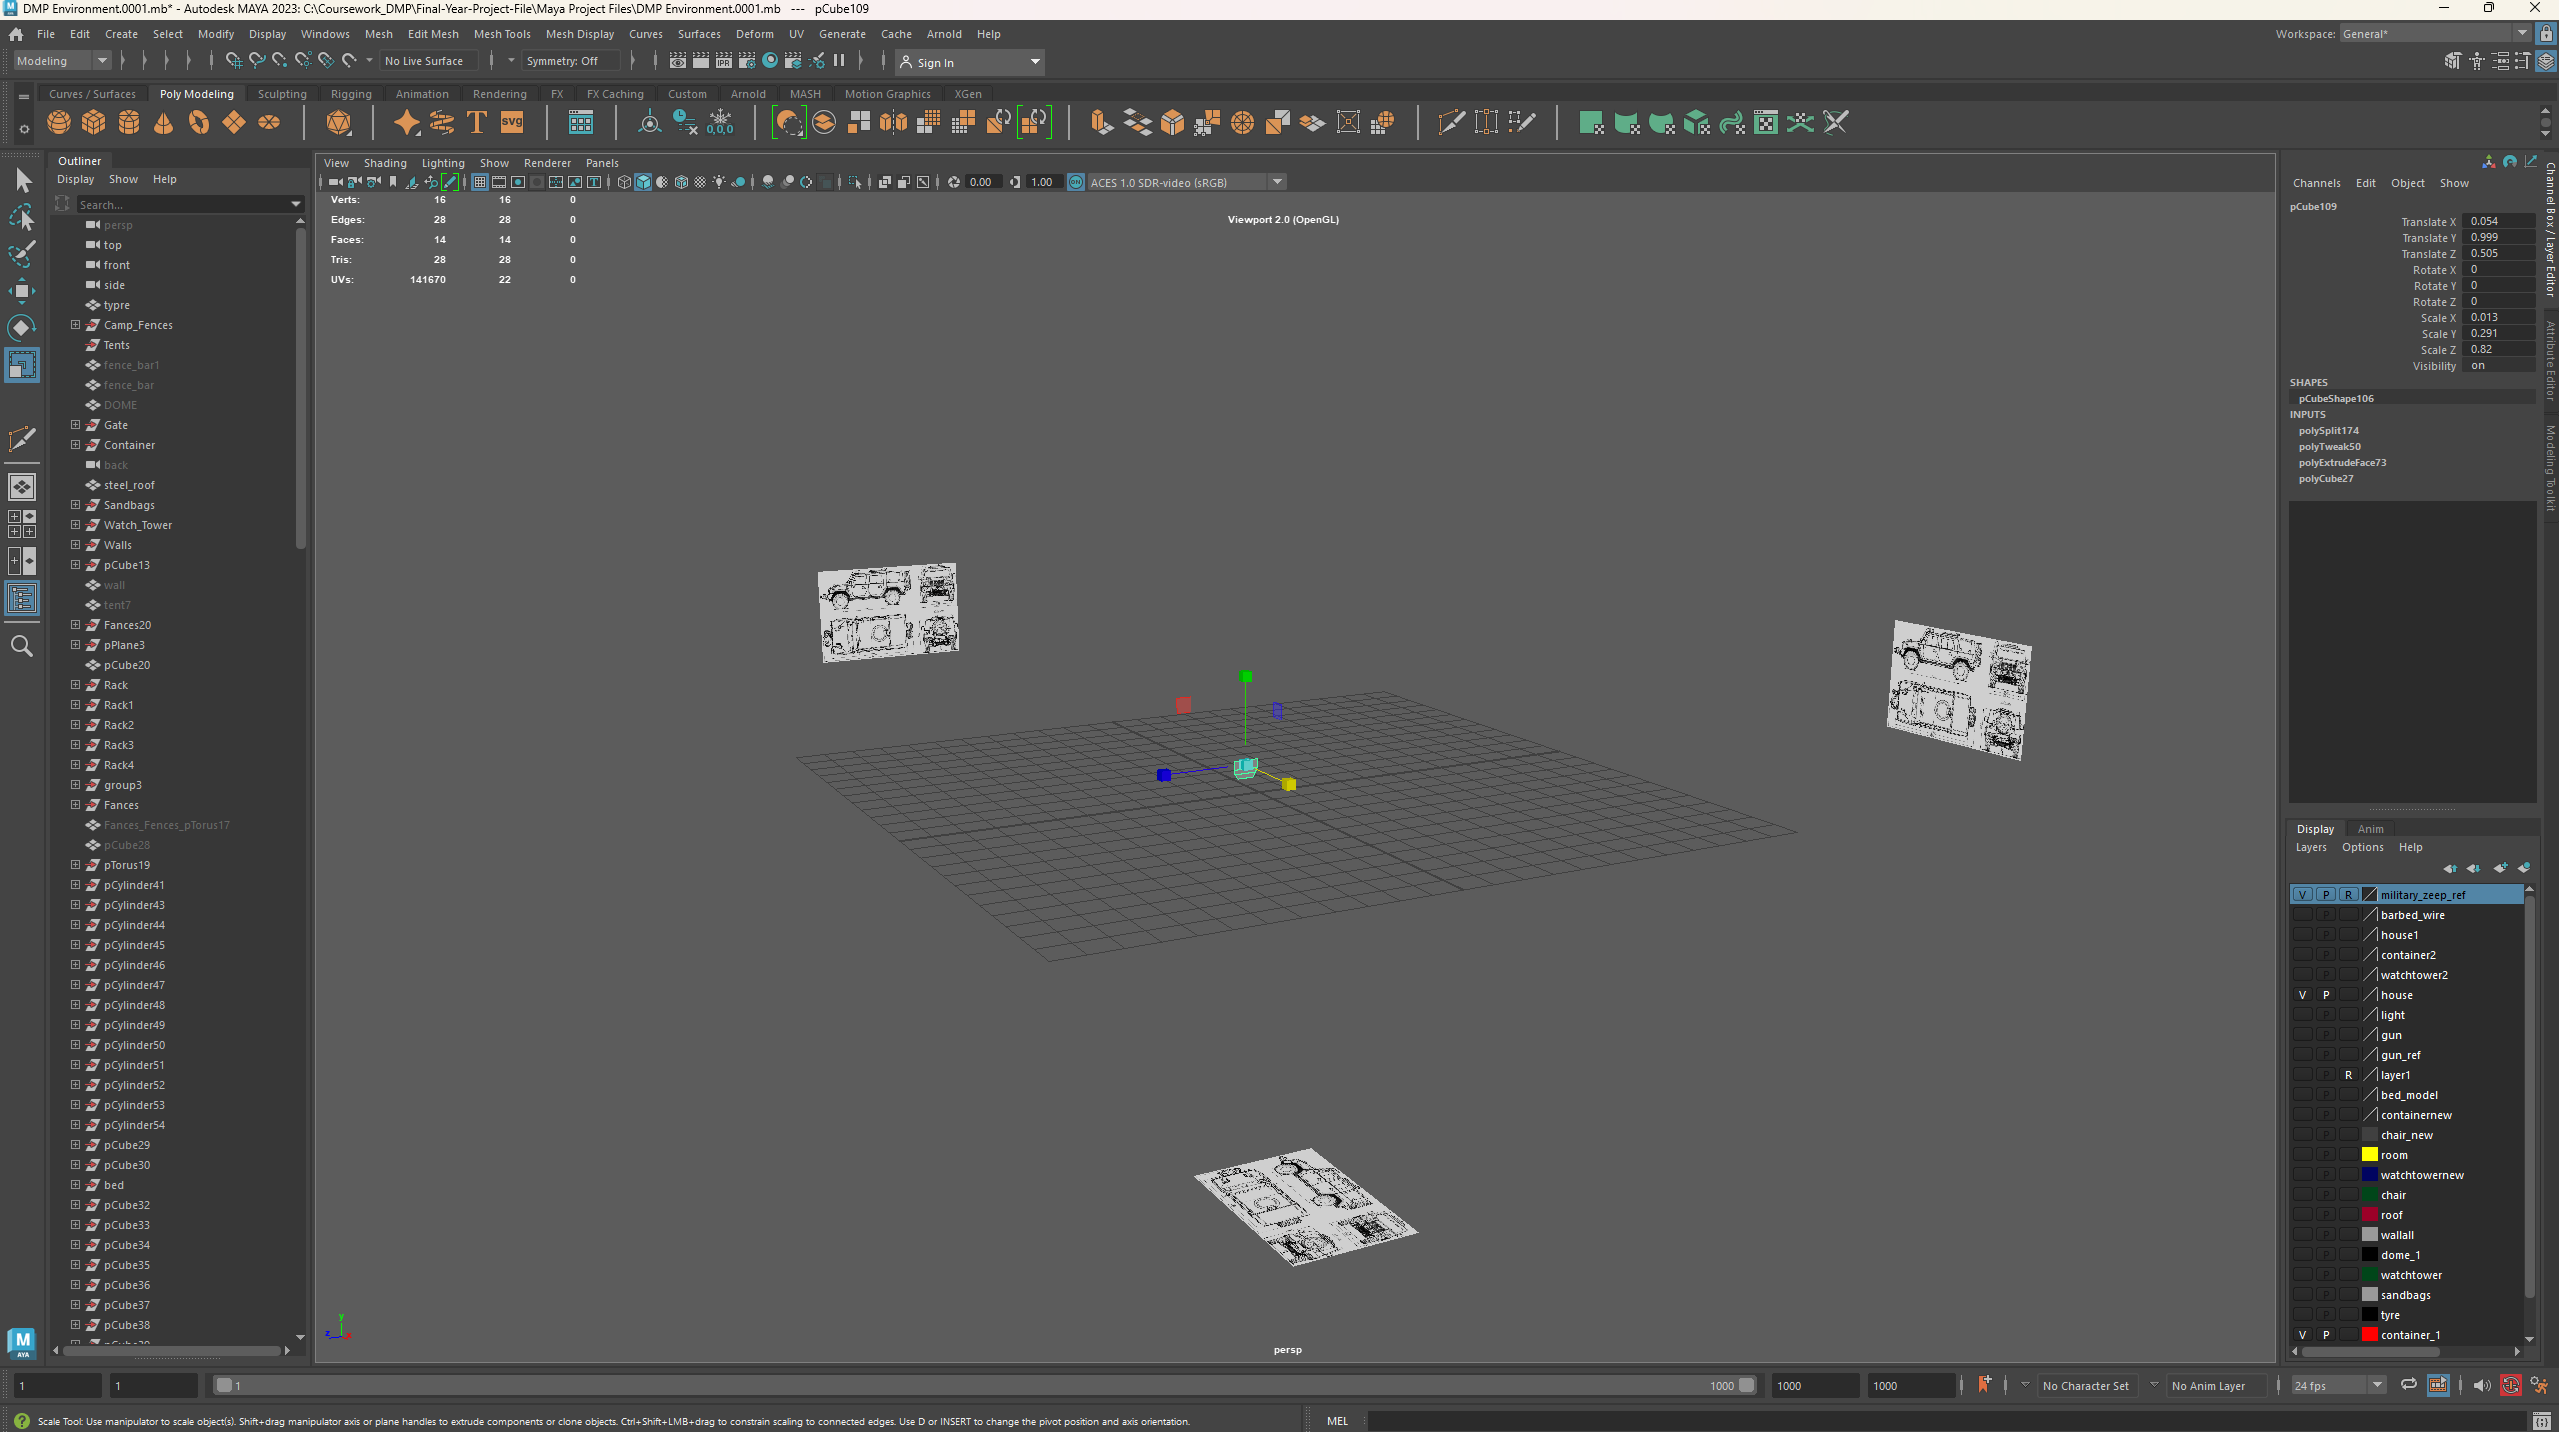 DMP Environment.0001.mb* - Autodesk MAYA 2023: C:\Coursework_DMP\Final-Year-Project-File\Maya Project Files\DMP Environment.0001.mb --- pCube109
File Edit Create Select Modify Display Windows Mesh Edit Mesh Mesh Tools Mesh Display Curves Surfaces Deform UV Generate Cache Arnold Help
Workspace: General*
Modeling
No Live Surface
Symmetry: Off
IPR
Sign In
Curves / Surfaces Poly Modeling Sculpting Rigging Animation Rendering FX FX Caching Custom Arnold MASH Motion Graphics XGen
T
SVG
0,0,0
Outliner
Display Show Help
Search...
persp
top
front
side
typre
Camp_Fences
Tents
fence_bar1
fence_bar
DOME
Gate
Container
back
steel_roof
Sandbags
Watch_Tower
Walls
pCube13
wall
tent7
Fances20
pPlane3
pCube20
Rack
Rack1
Rack2
Rack3
Rack4
group3
Fances
Fances_Fences_pTorus17
pCube28
pTorus19
pCylinder41
pCylinder43
pCylinder44
pCylinder45
pCylinder46
pCylinder47
pCylinder48
pCylinder49
pCylinder50
pCylinder51
pCylinder52
pCylinder53
pCylinder54
pCube29
pCube30
bed
pCube32
pCube33
pCube34
pCube35
pCube36
pCube37
pCube38
M
AYA
View Shading Lighting Show Renderer Panels
0.00
1.00
ON
ACES 1.0 SDR-video (sRGB)
Verts: 16 16 0
Edges: 28 28 0
Faces: 14 14 0
Tris: 28 28 0
UVs: 141670 22 0
Viewport 2.0 (OpenGL)
y
z
persp
Channels Edit Object Show
pCube109
Translate X 0.054
Translate Y 0.999
Translate Z 0.505
Rotate X 0
Rotate Y 0
Rotate Z 0
Scale X 0.013
Scale Y 0.291
Scale Z 0.82
Visibility on
SHAPES
pCubeShape106
INPUTS
polySplit174
polyTweak50
polyExtrudeFace73
polyCube27
Channel Box / Layer Editor
Attribute Editor
Modeling Toolkit
Display Anim
Layers Options Help
V P R military_zeep_ref
P barbed_wire
P house1
P container2
P watchtower2
V P house
P light
P gun
P gun_ref
P R layer1
P bed_model
P containernew
P chair_new
P room
P watchtowernew
P chair
P roof
P wallall
P dome_1
P watchtower
P sandbags
P tyre
V P container_1
1
1
1
1000
1000
1000
No Character Set
No Anim Layer
24 fps
Scale Tool: Use manipulator to scale object(s). Shift+drag manipulator axis or plane handles to extrude components or clone objects. Ctrl+Shift+LMB+drag to constrain scaling to connected edges. Use D or INSERT to change the pivot position and axis orientation.
MEL